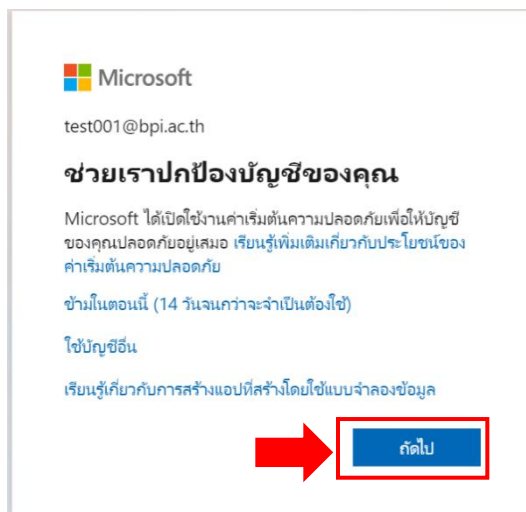 Microsoft
test001@bpi.ac.th
ช่วยเราปกป้องบัญชีของคุณ
Microsoft ได้เปิดใช้งานค่าเริ่มต้นความปลอดภัยเพื่อให้บัญชี
ของคุณปลอดภัยอยู่เสมอ เรียนรู้เพิ่มเติมเกี่ยวกับประโยชน์ของ
ค่าเริ่มต้นความปลอดภัย
ข้ามในตอนนี้ (14 วันจนกว่าจะจำเป็นต้องใช้)
ใช้บัญชีอื่น
เรียนรู้เกี่ยวกับการสร้างแอปที่สร้างโดยใช้แบบจำลองข้อมูล
ถัดไป